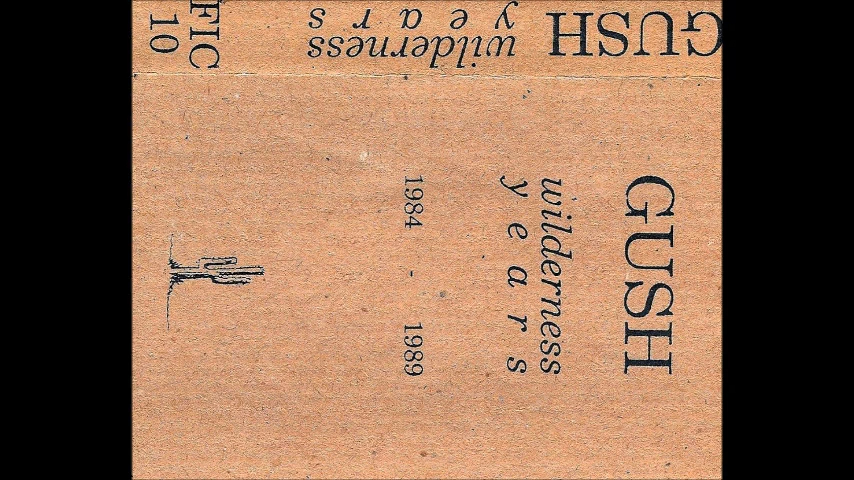 GUSH
wilderness
years
1984 - 1989
GUSH
wilderness
years
FIC
10